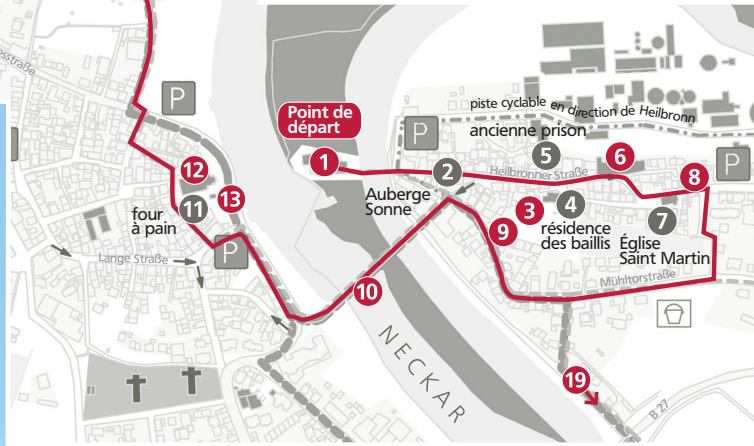 esstraße
P
Point de
départ
1
P
piste cyclable en direction de Heilbronn
ancienne prison
5
6
P
Heilbronner Straße
2
8
12
13
11
four
à pain
P
Lange Straße
Auberge
Sonne
3
4
7
résidence
des baillis
Église
Saint Martin
9
Mühltorstraße
10
NECKAR
19
B 27